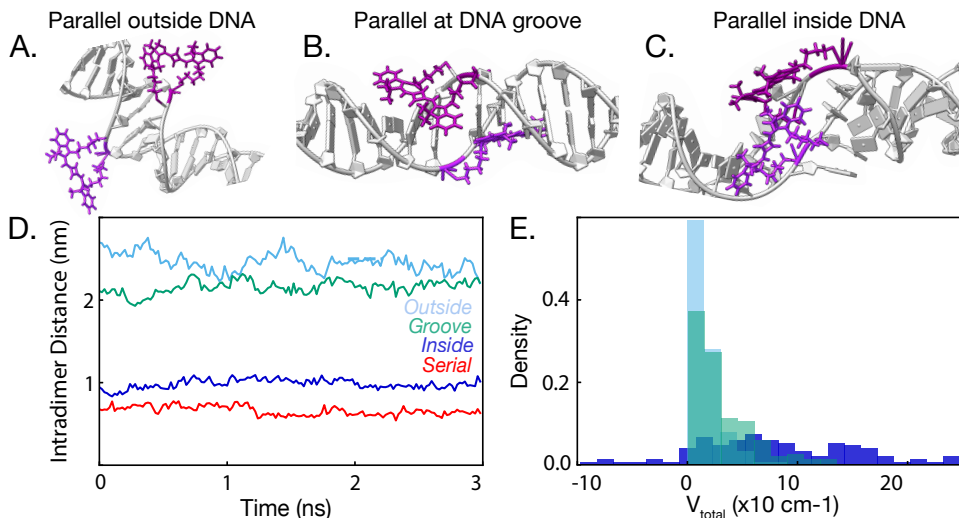 Parallel outside DNA
Parallel at DNA groove
Parallel inside DNA
A.
B.
C.
D.
Intradimer Distance (nm)
2
1
Outside
Groove
Inside
Serial
0
1
2
3
Time (ns)
E.
Density
0.4
0.2
0.0
-10
0
10
20
V_total (x10 cm-1)